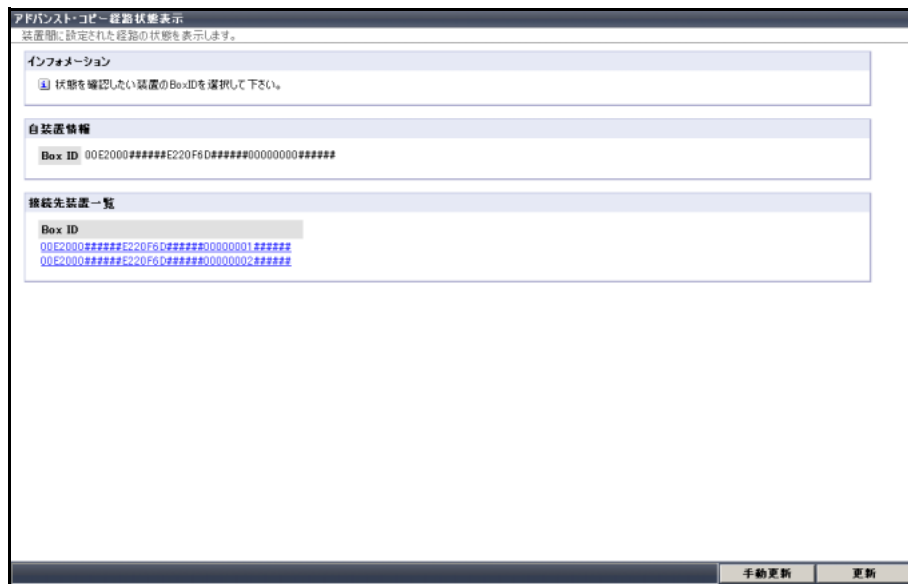 アドバンスト・コピー経路状態表示
装置間に設定された経路の状態を表示します。
インフォメーション
状態を確認したい装置のBoxIDを選択して下さい。
自装置情報
Box ID 00E2000######E220F6D######00000000######
接続先装置一覧
Box ID
00E2000######E220F6D######00000001######
00E2000######E220F6D######00000002######
手動更新 更新